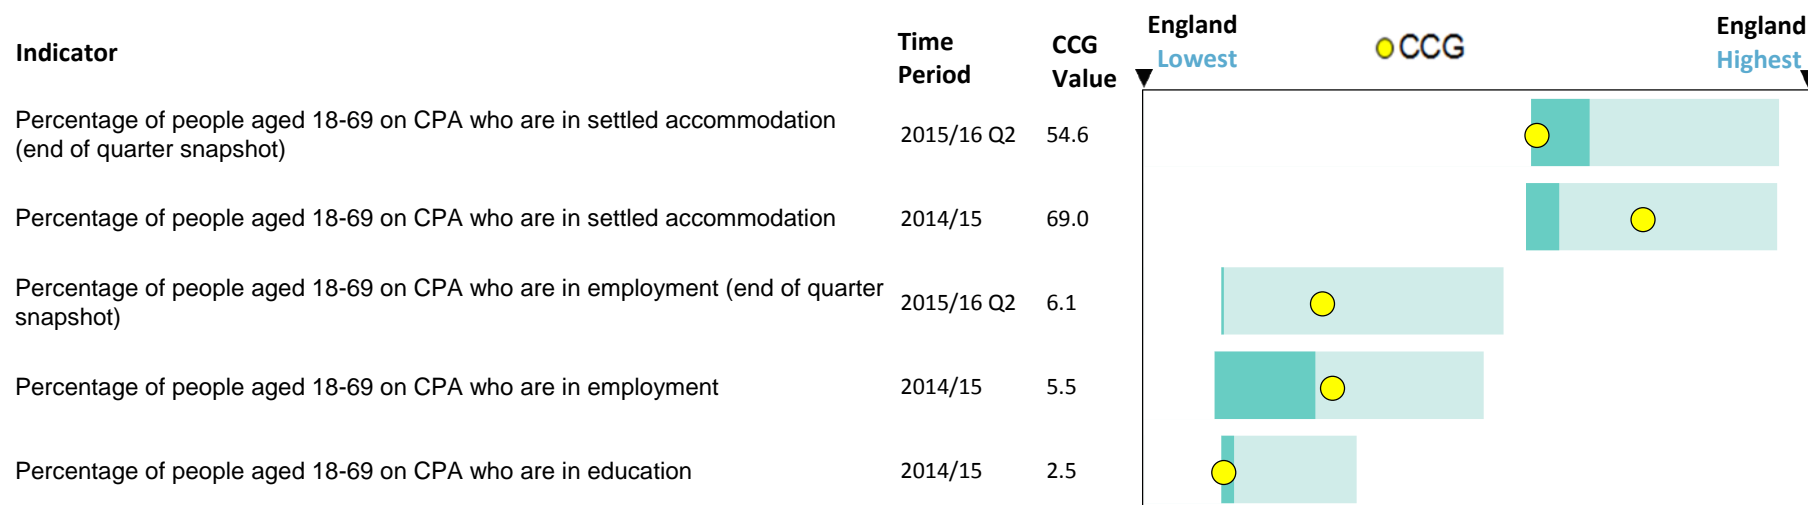 Indicator
Time
Period
CCG
Value
England
Lowest
CCG
England
Highest
Percentage of people aged 18-69 on CPA who are in settled accommodation
(end of quarter snapshot)
2015/16 Q2
54.6
Percentage of people aged 18-69 on CPA who are in settled accommodation
2014/15
69.0
Percentage of people aged 18-69 on CPA who are in employment (end of quarter
snapshot)
2015/16 Q2
6.1
Percentage of people aged 18-69 on CPA who are in employment
2014/15
5.5
Percentage of people aged 18-69 on CPA who are in education
2014/15
2.5